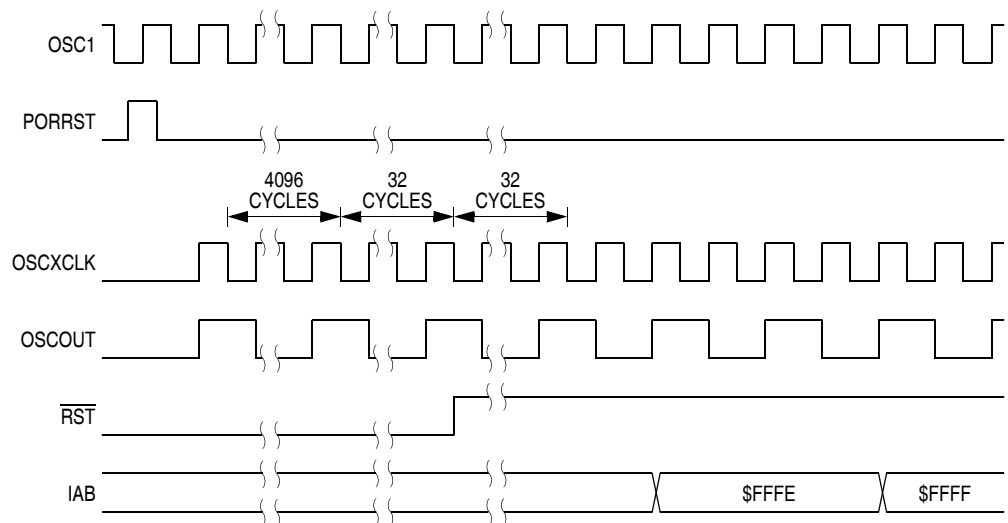 OSC1
PORRST
4096 32 32
CYCLES CYCLES CYCLES
OSCXCLK
OSCOUT
RST
IAB $FFFE $FFFF